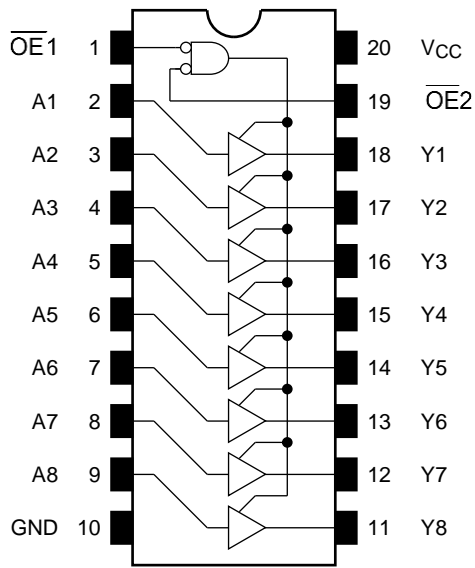 O̅E̅1 1 20 VCC
A1 2 19 O̅E̅2
A2 3 18 Y1
A3 4 17 Y2
A4 5 16 Y3
A5 6 15 Y4
A6 7 14 Y5
A7 8 13 Y6
A8 9 12 Y7
GND 10 11 Y8